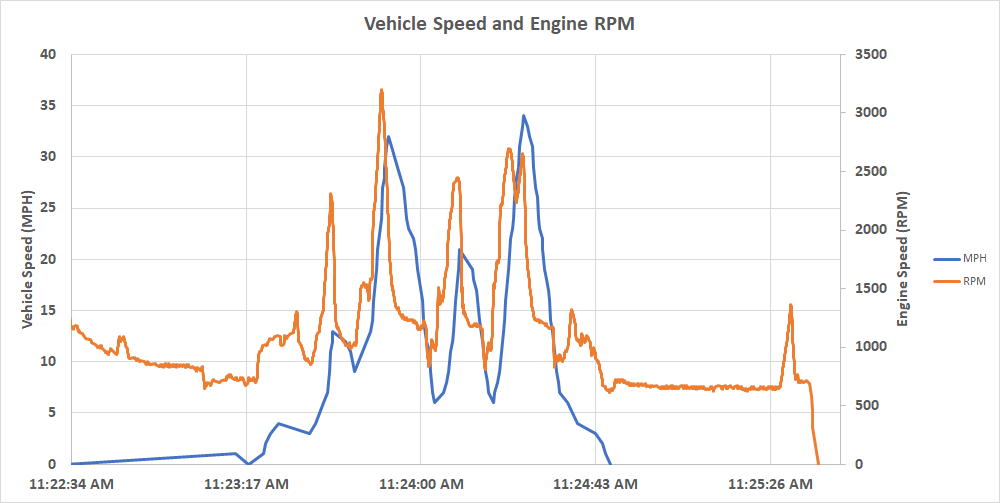 Vehicle Speed and Engine RPM
40
35
30
25
20
15
10
5
0
Vehicle Speed (MPH)
3500
3000
2500
2000
1500
1000
500
0
Engine Speed (RPM)
MPH
RPM
11:22:34 AM
11:23:17 AM
11:24:00 AM
11:24:43 AM
11:25:26 AM